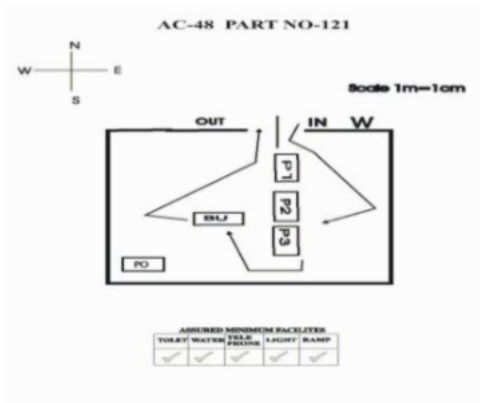 AC-48 PART NO-121
N
W E
S
Scale 1m=1cm
OUT IN W
P1
P2
BU
P3
PO
ASSURED MINIMUM FACILITES
TOLET WATER TELE PHONE LIGHT RAMP